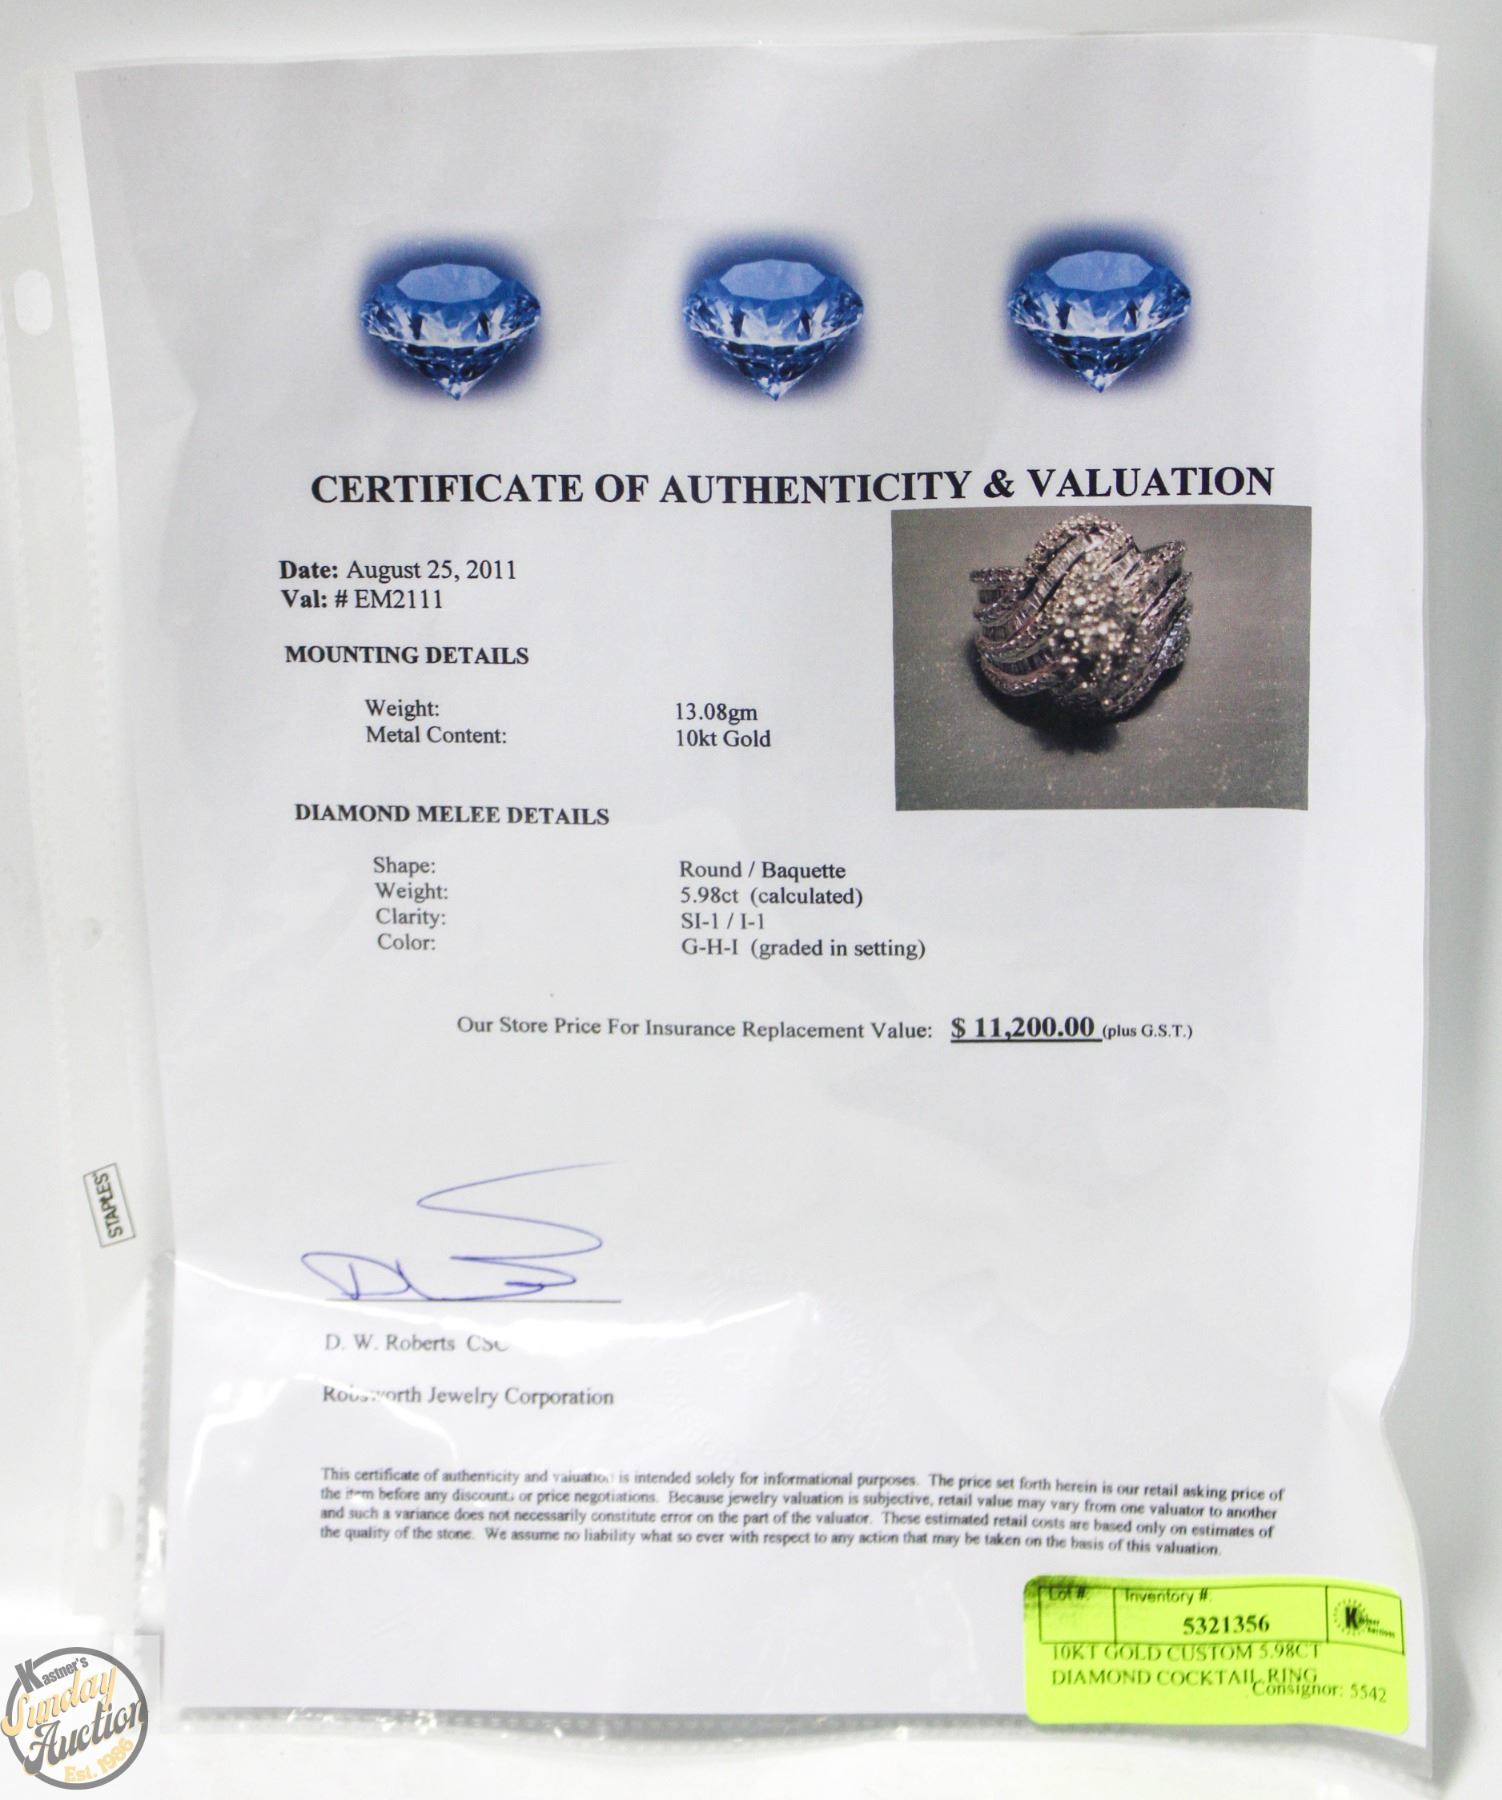 CERTIFICATE OF AUTHENTICITY & VALUATION
Date: August 25, 2011
Val: # EM2111
MOUNTING DETAILS
Weight: 13.08gm
Metal Content: 10kt Gold
DIAMOND MELEE DETAILS
Shape: Round / Baquette
Weight: 5.98ct (calculated)
Clarity: SI-1 / I-1
Color: G-H-I (graded in setting)
Our Store Price For Insurance Replacement Value: $ 11,200.00 (plus G.S.T.)
STAPLES
D. W. Roberts
Jewelry Corporation
This certificate of authenticity and valuation is intended solely for informational purposes. The price set forth herein is our retail asking price of
the item before any discounts or price negotiations. Because jewelry valuation is subjective, retail value may vary from one valuator to another
and such a variance does not necessarily constitute error on the part of the valuator. These estimated retail costs are based only on estimates of
the quality of the stone. We assume no liability what so ever with respect to any action that may be taken on the basis of this valuation.
Lot #: Inventory #:
5321356
10KT GOLD CUSTOM 5.98CT
DIAMOND COCKTAIL RING
Consignor: 5542
Kastner's
Sunday
Auction
Est. 1986